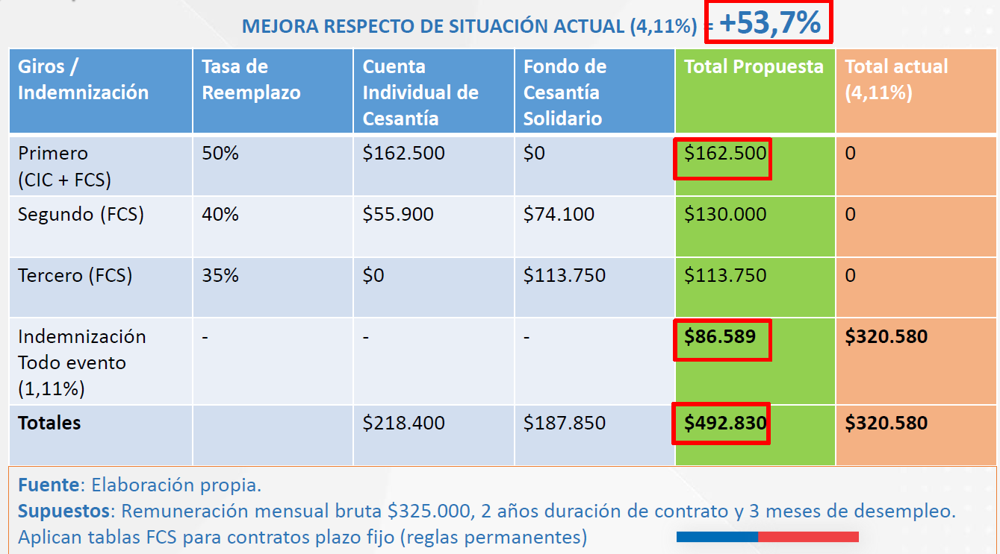 MEJORA RESPECTO DE SITUACIÓN ACTUAL (4,11%) = +53,7%
Giros / Indemnización	Tasa de Reemplazo	Cuenta Individual de Cesantía	Fondo de Cesantía Solidario	Total Propuesta	Total actual (4,11%)
Primero (CIC + FCS)	50%	$162.500	$0	$162.500	0
Segundo (FCS)	40%	$55.900	$74.100	$130.000	0
Tercero (FCS)	35%	$0	$113.750	$113.750	0
Indemnización Todo evento (1,11%)	-	-	-	$86.589	$320.580
Totales		$218.400	$187.850	$492.830	$320.580
Fuente: Elaboración propia.
Supuestos: Remuneración mensual bruta $325.000, 2 años duración de contrato y 3 meses de desempleo.
Aplican tablas FCS para contratos plazo fijo (reglas permanentes)